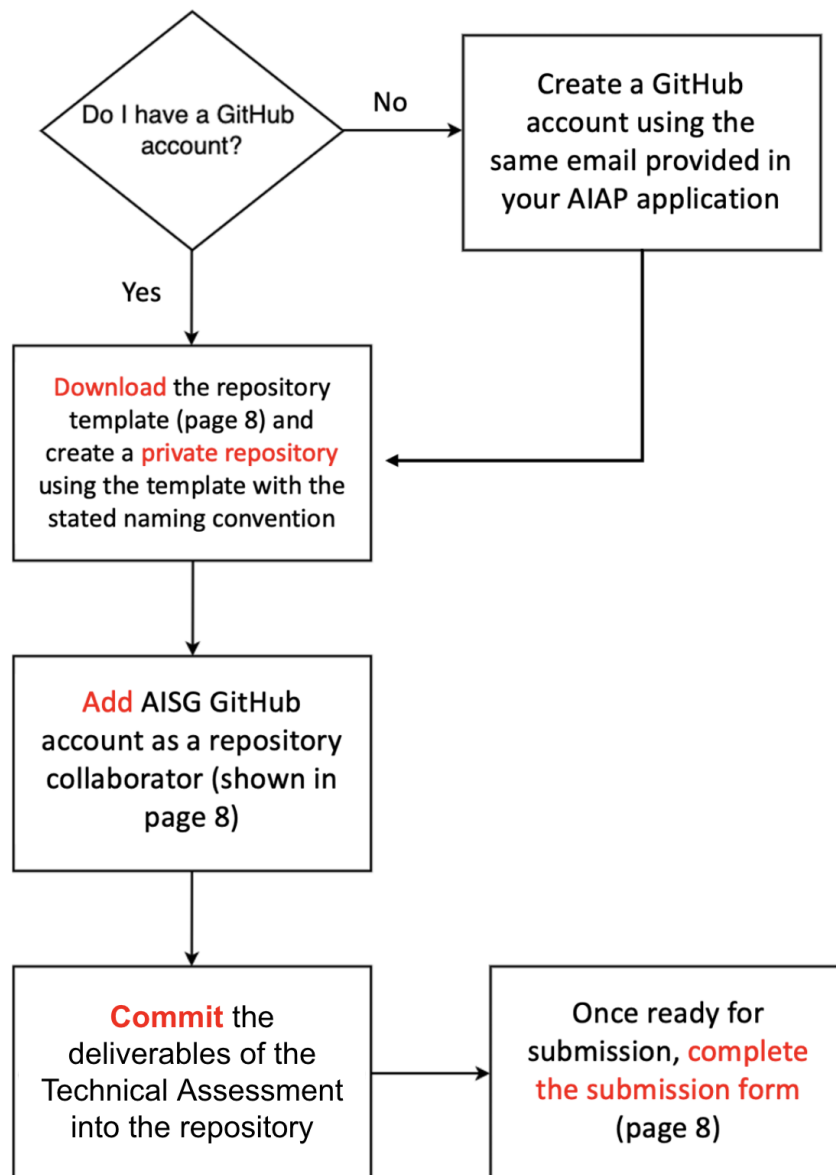 Do I have a GitHub
account?
No
Create a GitHub
account using the
same email provided in
your AIAP application
Yes
Download the repository
template (page 8) and
create a private repository
using the template with the
stated naming convention
Add AISG GitHub
account as a repository
collaborator (shown in
page 8)
Commit the
deliverables of the
Technical Assessment
into the repository
Once ready for
submission, complete
the submission form
(page 8)